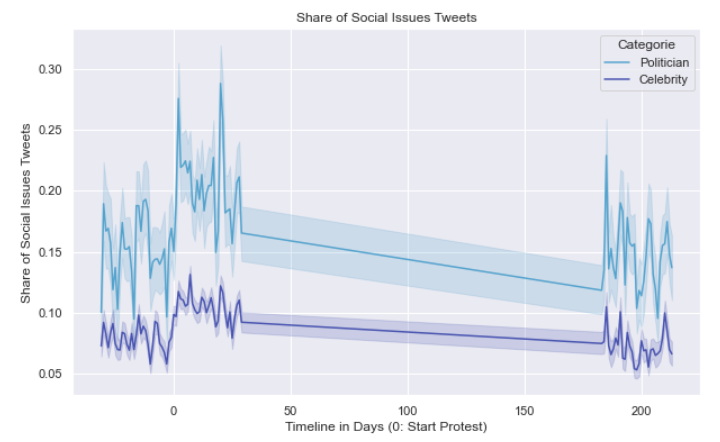 Share of Social Issues Tweets
Categorie
Politician
Celebrity
Share of Social Issues Tweets
0.30
0.25
0.20
0.15
0.10
0.05
0
50
100
150
200
Timeline in Days (0: Start Protest)